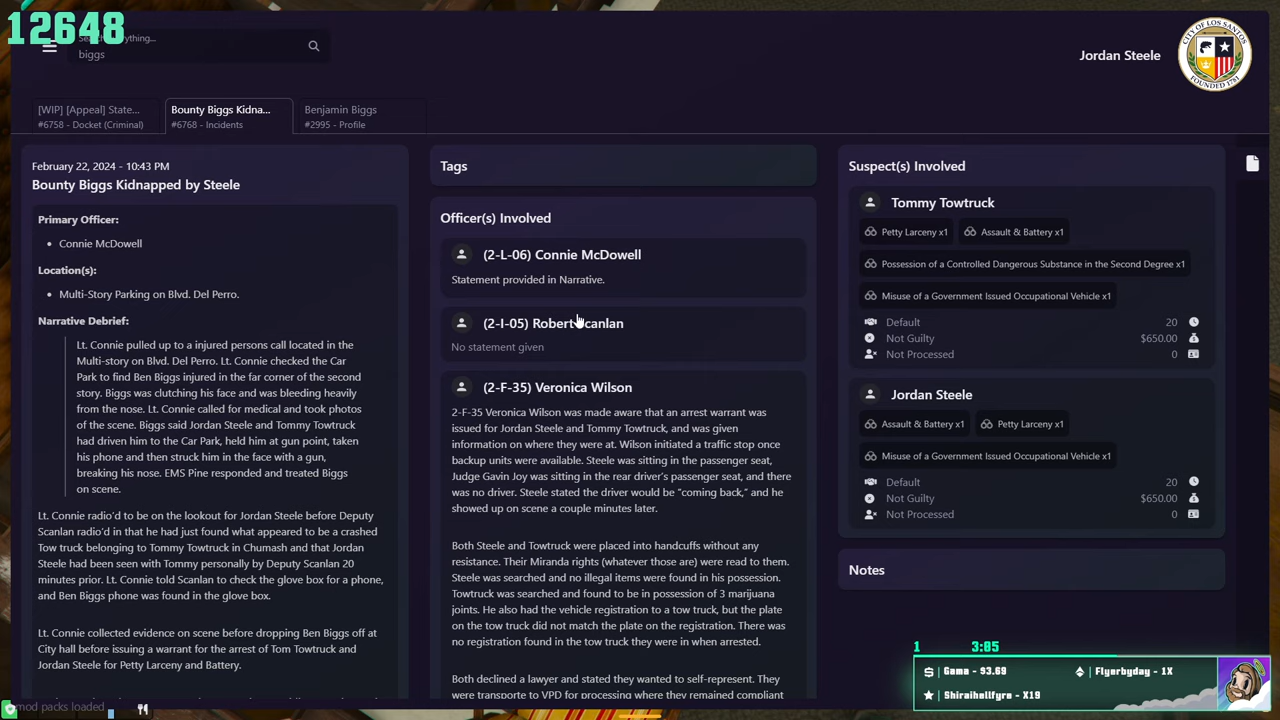 12648
biggs
Jordan Steele
CITY OF LOS SANTOS
FOUNDED 1781
[WIP] [Appeal] State...
#6758 - Docket (Criminal)
Bounty Biggs Kidna...
#6768 - Incidents
Benjamin Biggs
#2995 - Profile
February 22, 2024 - 10:43 PM
Bounty Biggs Kidnapped by Steele
Primary Officer:
Connie McDowell
Location(s):
Multi-Story Parking on Blvd. Del Perro.
Narrative Debrief:
Lt. Connie pulled up to a injured persons call located in the
Multi-story on Blvd. Del Perro. Lt. Connie checked the Car
Park to find Ben Biggs injured in the far corner of the second
story. Biggs was clutching his face and was bleeding heavily
from the nose. Lt. Connie called for medical and took photos
of the scene. Biggs said Jordan Steele and Tommy Towtruck
had driven him to the Car Park, held him at gun point, taken
his phone and then struck him in the face with a gun,
breaking his nose. EMS Pine responded and treated Biggs
on scene.
Lt. Connie radio'd to be on the lookout for Jordan Steele before Deputy
Scanlan radio'd in that he had just found what appeared to be a crashed
Tow truck belonging to Tommy Towtruck in Chumash and that Jordan
Steele had been seen with Tommy personally by Deputy Scanlan 20
minutes prior. Lt. Connie told Scanlan to check the glove box for a phone,
and Ben Biggs phone was found in the glove box.
Lt. Connie collected evidence on scene before dropping Ben Biggs off at
City hall before issuing a warrant for the arrest of Tom Towtruck and
Jordan Steele for Petty Larceny and Battery.
mod packs loaded
Tags
Officer(s) Involved
(2-L-06) Connie McDowell
Statement provided in Narrative.
(2-I-05) Robert Scanlan
No statement given
(2-F-35) Veronica Wilson
2-F-35 Veronica Wilson was made aware that an arrest warrant was
issued for Jordan Steele and Tommy Towtruck, and was given
information on where they were at. Wilson initiated a traffic stop once
backup units were available. Steele was sitting in the passenger seat,
Judge Gavin Joy was sitting in the rear driver's passenger seat, and there
was no driver. Steele stated the driver would be "coming back," and he
showed up on scene a couple minutes later.
Both Steele and Towtruck were placed into handcuffs without any
resistance. Their Miranda rights (whatever those are) were read to them.
Steele was searched and no illegal items were found in his possession.
Towtruck was searched and found to be in possession of 3 marijuana
joints. He also had the vehicle registration to a tow truck, but the plate
on the tow truck did not match the plate on the registration. There was
no registration found in the tow truck they were in when arrested.
Both declined a lawyer and stated they wanted to self-represent. They
were transporte to VPD for processing where they remained compliant
Suspect(s) Involved
Tommy Towtruck
Petty Larceny x1
Assault & Battery x1
Possession of a Controlled Dangerous Substance in the Second Degree x1
Misuse of a Government Issued Occupational Vehicle x1
Default 20
Not Guilty $650.00
Not Processed 0
Jordan Steele
Assault & Battery x1
Petty Larceny x1
Misuse of a Government Issued Occupational Vehicle x1
Default 20
Not Guilty $650.00
Not Processed 0
Notes
1 3:05
Gama - 93.69
Flyerbyday - 1X
Shiraihellfyre - X19